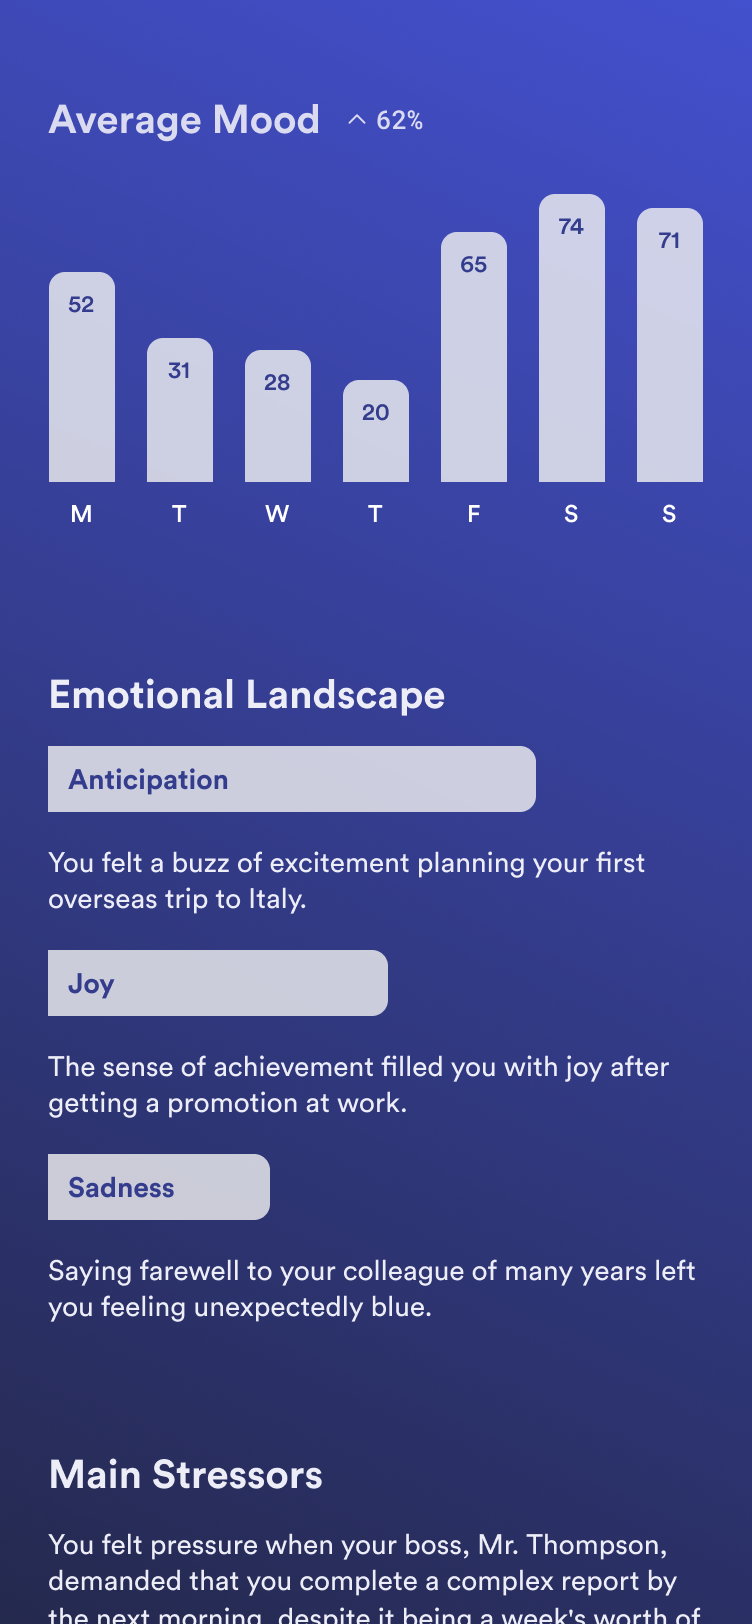 Average Mood ^ 62%
52 31 28 20 65 74 71
M T W T F S S
Emotional Landscape
Anticipation
You felt a buzz of excitement planning your first
overseas trip to Italy.
Joy
The sense of achievement filled you with joy after
getting a promotion at work.
Sadness
Saying farewell to your colleague of many years left
you feeling unexpectedly blue.
Main Stressors
You felt pressure when your boss, Mr. Thompson,
demanded that you complete a complex report by
the next morning, despite it being a week's worth of